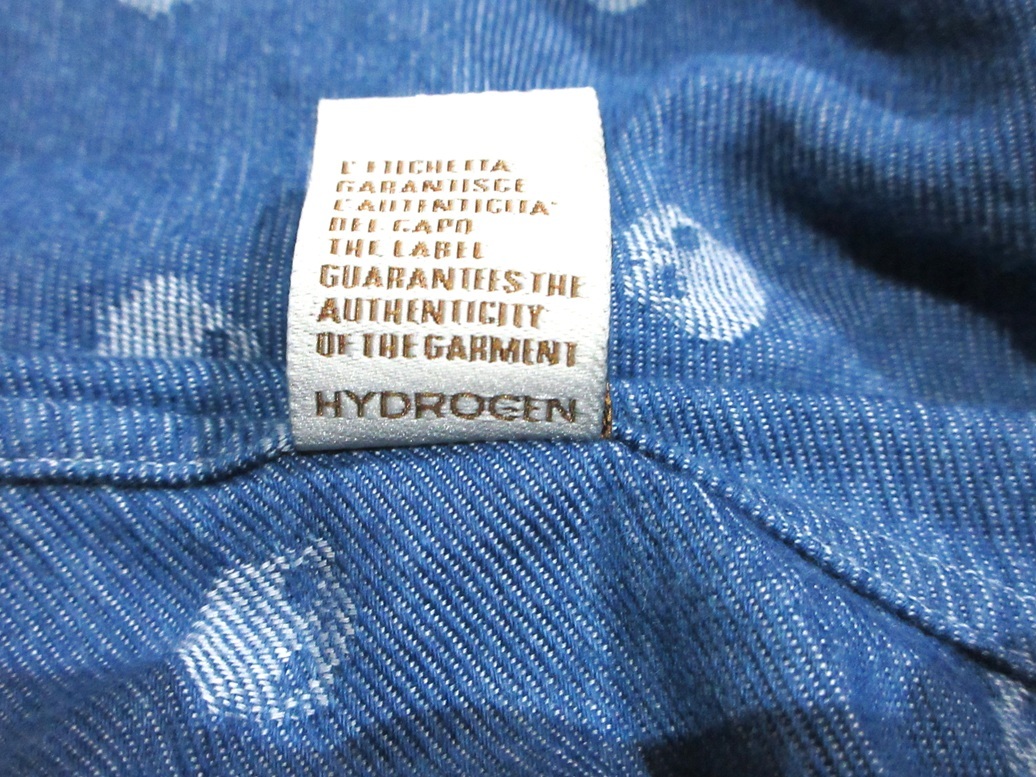 L'ETICHETTA
GARANTISCE
L'AUTENTICITA'
DEL CAPO
THE LABEL
GUARANTEES THE
AUTHENTICITY
OF THE GARMENT
HYDROGEN